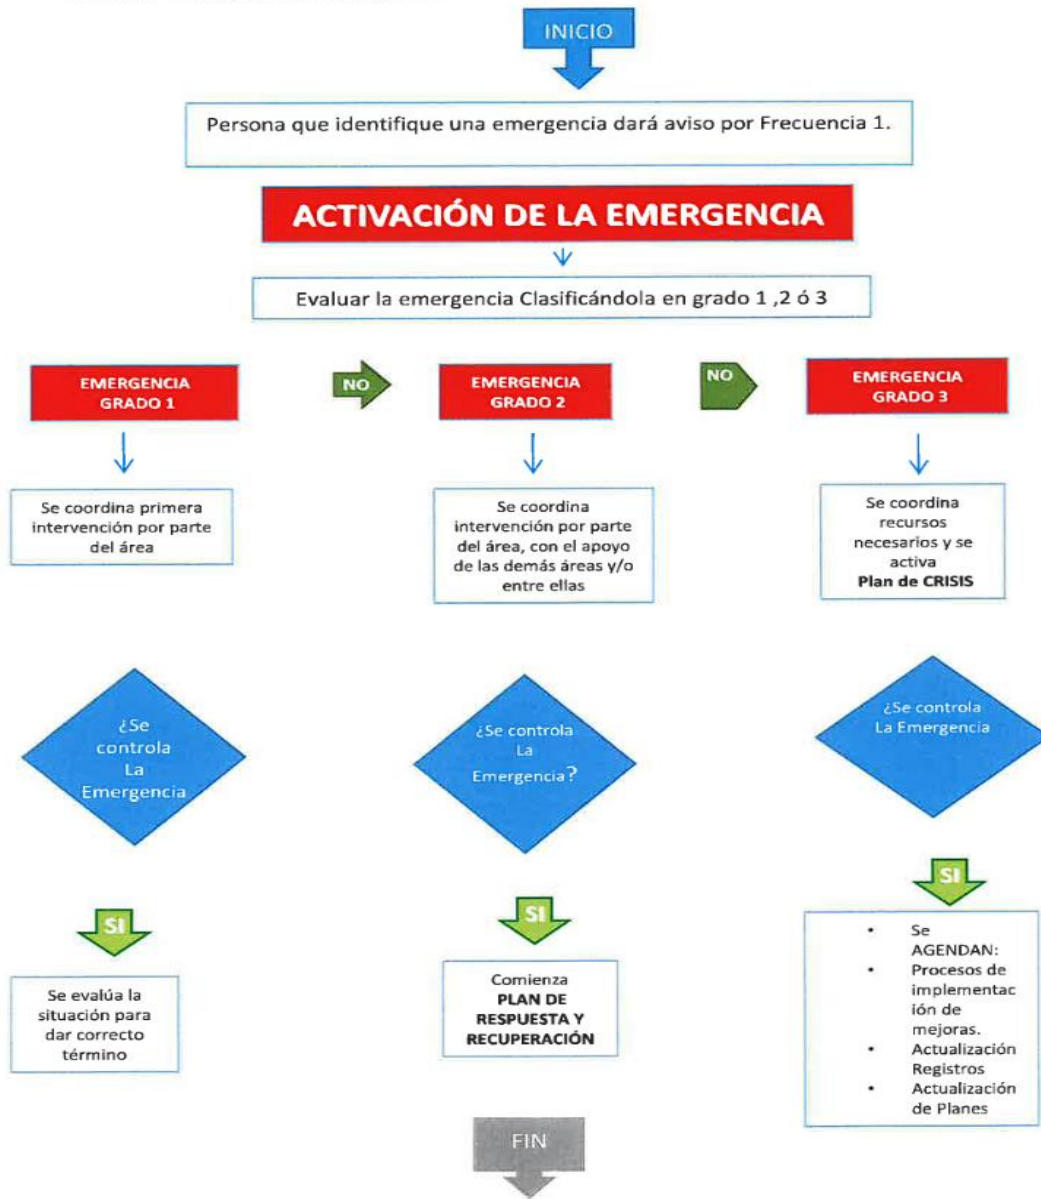 INICIO
Persona que identifique una emergencia dará aviso por Frecuencia 1.
ACTIVACIÓN DE LA EMERGENCIA
Evaluar la emergencia Clasificándola en grado 1 ,2 ó 3
EMERGENCIA
GRADO 1
NO
EMERGENCIA
GRADO 2
NO
EMERGENCIA
GRADO 3
Se coordina primera
intervención por parte
del área
Se coordina
intervención por parte
del área, con el apoyo
de las demás áreas y/o
entre ellas
Se coordina
recursos
necesarios y se
activa
Plan de CRISIS
¿Se
controla
La
Emergencia
¿Se controla
La
Emergencia?
¿Se controla
La Emergencia
SI
SI
SI
Se evalúa la
situación para
dar correcto
término
Comienza
PLAN DE
RESPUESTA Y
RECUPERACIÓN
• Se
AGENDAN:
• Procesos de
implementac
ión de
mejoras.
• Actualización
Registros
• Actualización
de Planes
FIN